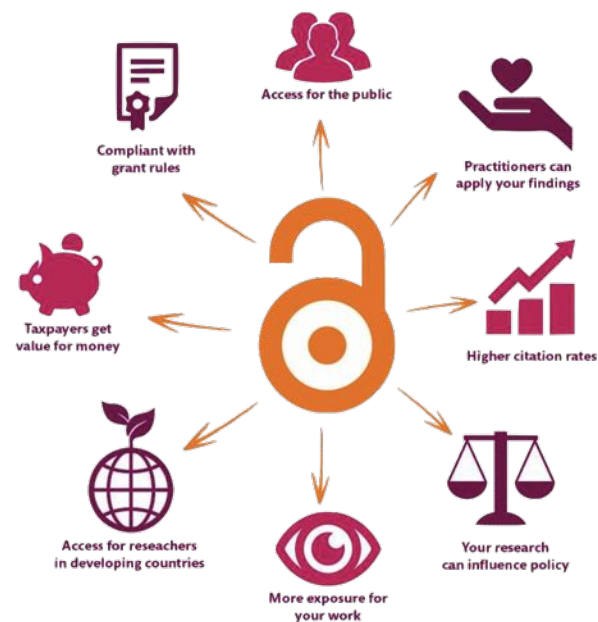 Access for the public
Compliant with
grant rules
Practitioners can
apply your findings
Taxpayers get
value for money
Higher citation rates
Access for reseachers
in developing countries
Your research
can influence policy
More exposure for
your work